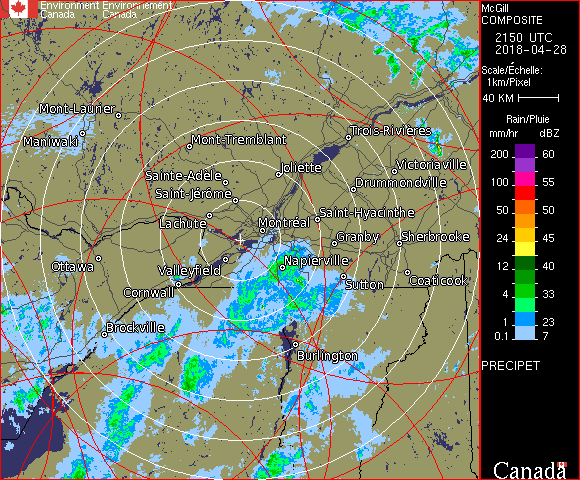 Environment Environnement
Canada Canada
McGill
COMPOSITE
2150 UTC
2018-04-28
Scale/Échelle:
1km/Pixel
40 KM
Rain/Pluie
mm/hr dBZ
200 60
100 55
50 50
24 45
12 40
4 33
1 23
0.1 7
PRECIPET
Canada
Mont-Laurier
Maniwaki
Mont-Tremblant
Trois-Rivières
Sainte-Adèle
Joliette
Victoriaville
Saint-Jérôme
Drummondville
Lachute
Montréal
Saint-Hyacinthe
Granby
Sherbrooke
Ottawa
Valleyfield
Napierville
Cornwall
Sutton
Coaticook
Brockville
Burlington